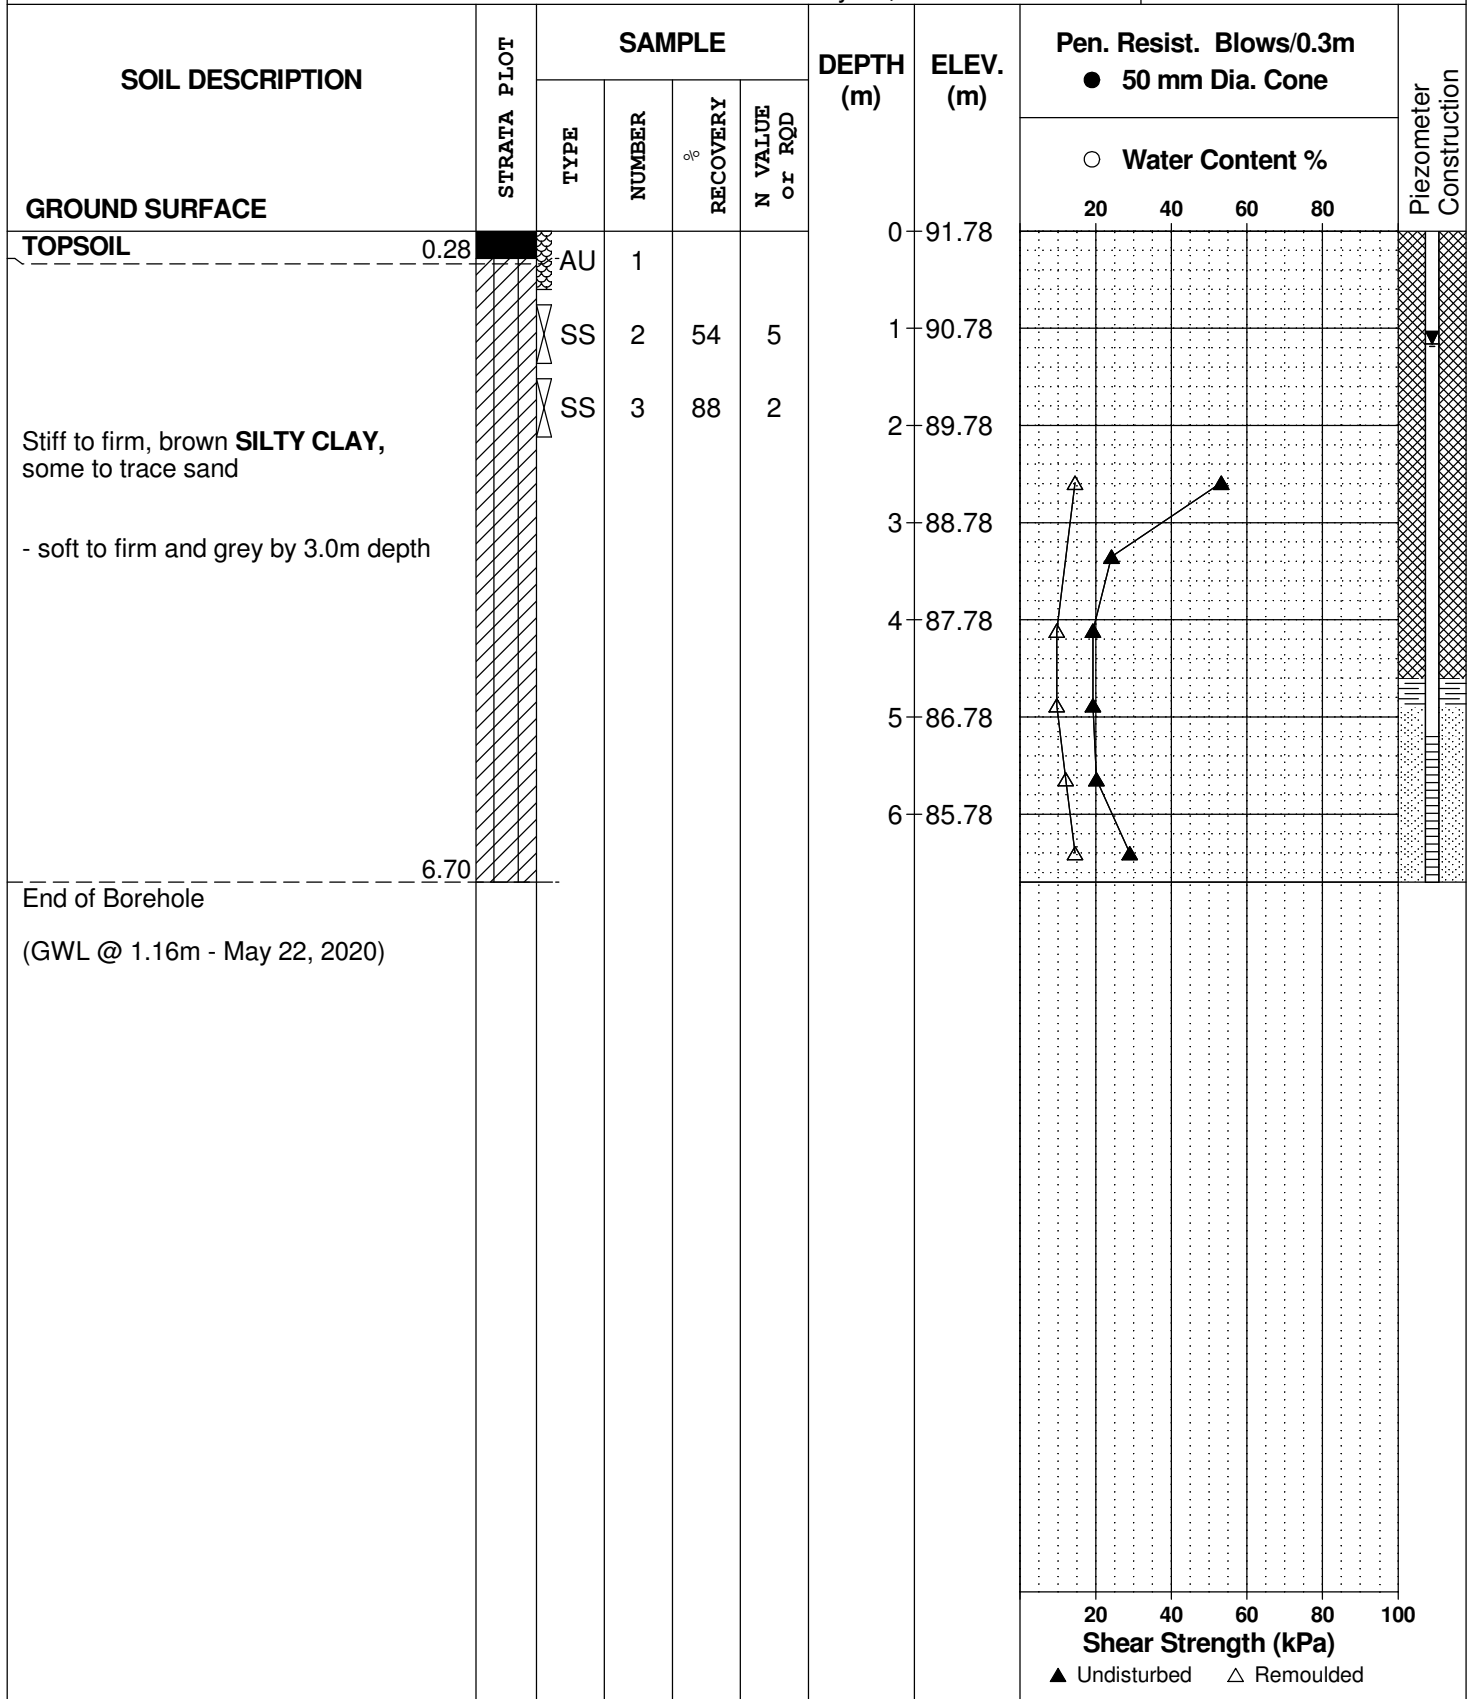 SOIL DESCRIPTION
GROUND SURFACE
STRATA PLOT
SAMPLE
TYPE
NUMBER
%
RECOVERY
N VALUE
or RQD
DEPTH
(m)
ELEV.
(m)
Pen. Resist. Blows/0.3m
● 50 mm Dia. Cone
○ Water Content %
20 40 60 80
Piezometer
Construction
TOPSOIL 0.28
AU 1
0 91.78
SS 2 54 5
1 90.78
SS 3 88 2
2 89.78
Stiff to firm, brown SILTY CLAY,
some to trace sand
3 88.78
- soft to firm and grey by 3.0m depth
4 87.78
5 86.78
6 85.78
6.70
End of Borehole
(GWL @ 1.16m - May 22, 2020)
20 40 60 80 100
Shear Strength (kPa)
▲ Undisturbed △ Remoulded